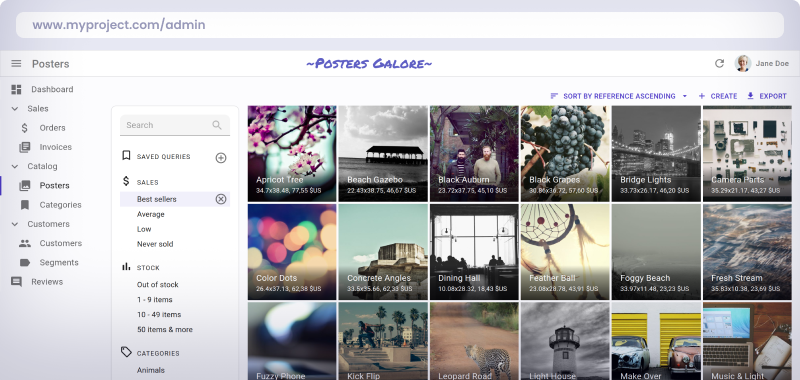 www.myproject.com/admin
Posters
~Posters Galore~
Jane Doe
SORT BY REFERENCE ASCENDING
CREATE
EXPORT
Dashboard
Sales
Orders
Invoices
Catalog
Posters
Categories
Customers
Customers
Segments
Reviews
Search
SAVED QUERIES
SALES
Best sellers
Average
Low
Never sold
STOCK
Out of stock
1 - 9 items
10 - 49 items
50 items & more
CATEGORIES
Animals
Apricot Tree
34.7x38.48, 77,55 $US
Beach Gazebo
22.43x38.75, 46,67 $US
Black Auburn
23.72x37.75, 45,10 $US
Black Grapes
30.86x36.72, 57,60 $US
Bridge Lights
33.73x26.17, 46,20 $US
Camera Parts
35.29x21.17, 43,27 $US
Color Dots
26.4x37.13, 62,38 $US
Concrete Angles
33.5x35.66, 62,33 $US
Dining Hall
10.08x28.32, 18,43 $US
Feather Ball
23.08x29.78, 43,91 $US
Foggy Beach
33.97x11.48, 23,23 $US
Fresh Stream
35.83x10.38, 23,69 $US
Fuzzy Phone
Kick Flip
Leopard Road
Light House
Make Over
Music & Light